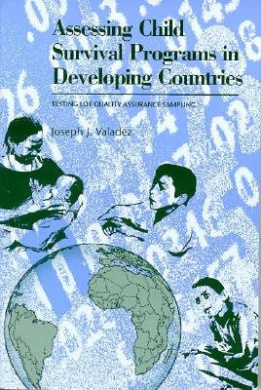 Assessing Child
Survival Programs in
Developing Countries
TESTING LOT QUALITY ASSURANCE SAMPLING
Joseph J. Valadez